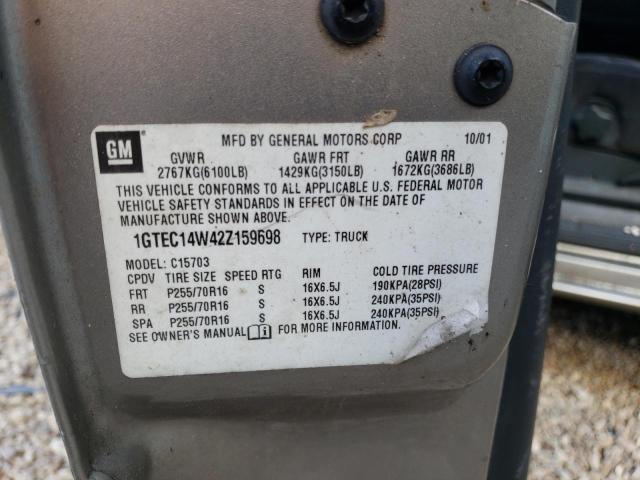 GM
MFD BY GENERAL MOTORS CORP 10/01
GVWR GAWR FRT GAWR RR
2767KG(6100LB) 1429KG(3150LB) 1672KG(3686LB)
THIS VEHICLE CONFORMS TO ALL APPLICABLE U.S. FEDERAL MOTOR
VEHICLE SAFETY STANDARDS IN EFFECT ON THE DATE OF
MANUFACTURE SHOWN ABOVE.
1GTEC14W42Z159698 TYPE: TRUCK
MODEL: C15703
CPDV TIRE SIZE SPEED RTG RIM COLD TIRE PRESSURE
FRT P255/70R16 S 16X6.5J 190KPA(28PSI)
RR P255/70R16 S 16X6.5J 240KPA(35PSI)
SPA P255/70R16 S 16X6.5J 240KPA(35PSI)
SEE OWNER'S MANUAL FOR MORE INFORMATION.